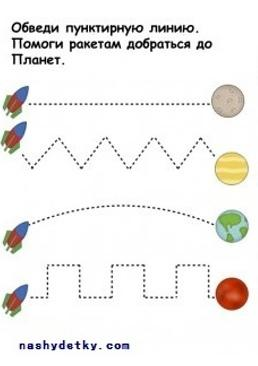 Обведи пунктирную линию.
Помоги ракетам добраться до
Планет.
nashydetky.com